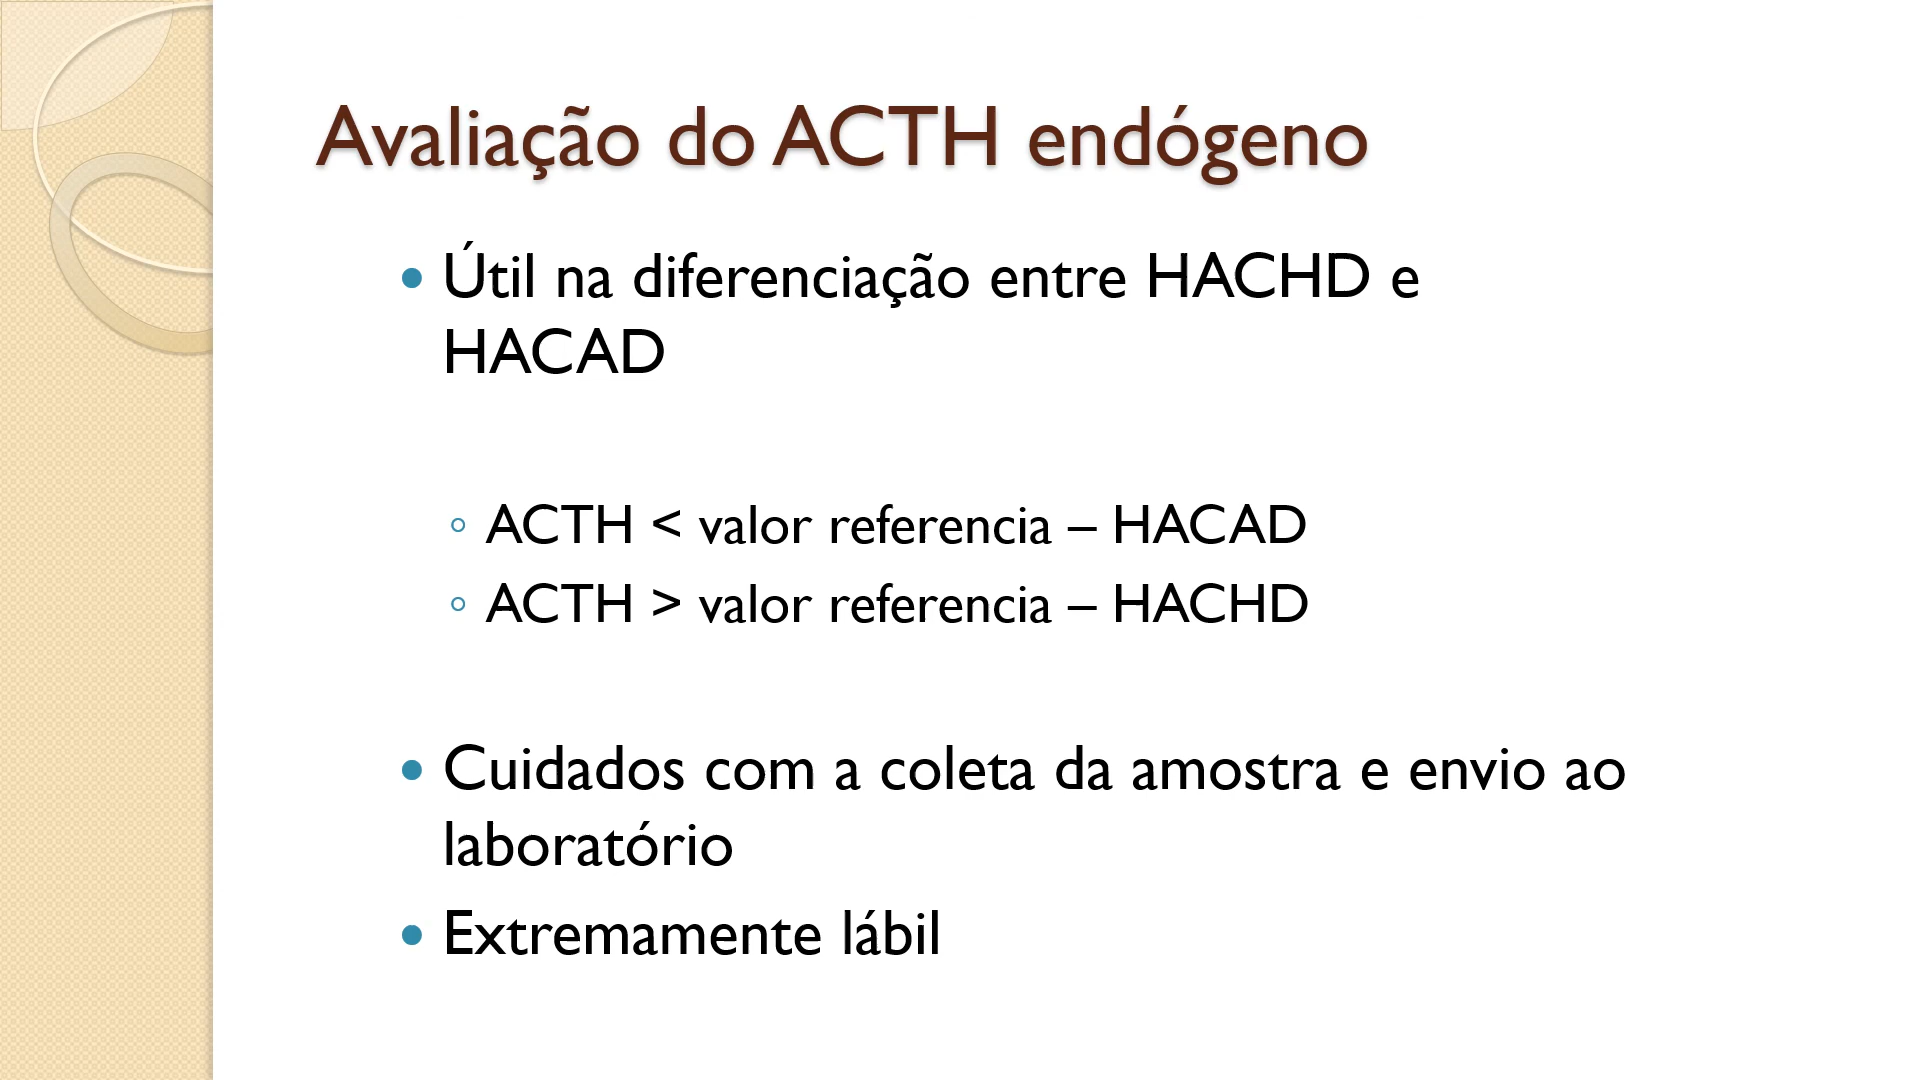 Avaliação do ACTH endógeno
• Útil na diferenciação entre HACHD e
HACAD
◦ ACTH < valor referencia – HACAD
◦ ACTH > valor referencia – HACHD
• Cuidados com a coleta da amostra e envio ao
laboratório
• Extremamente lábil